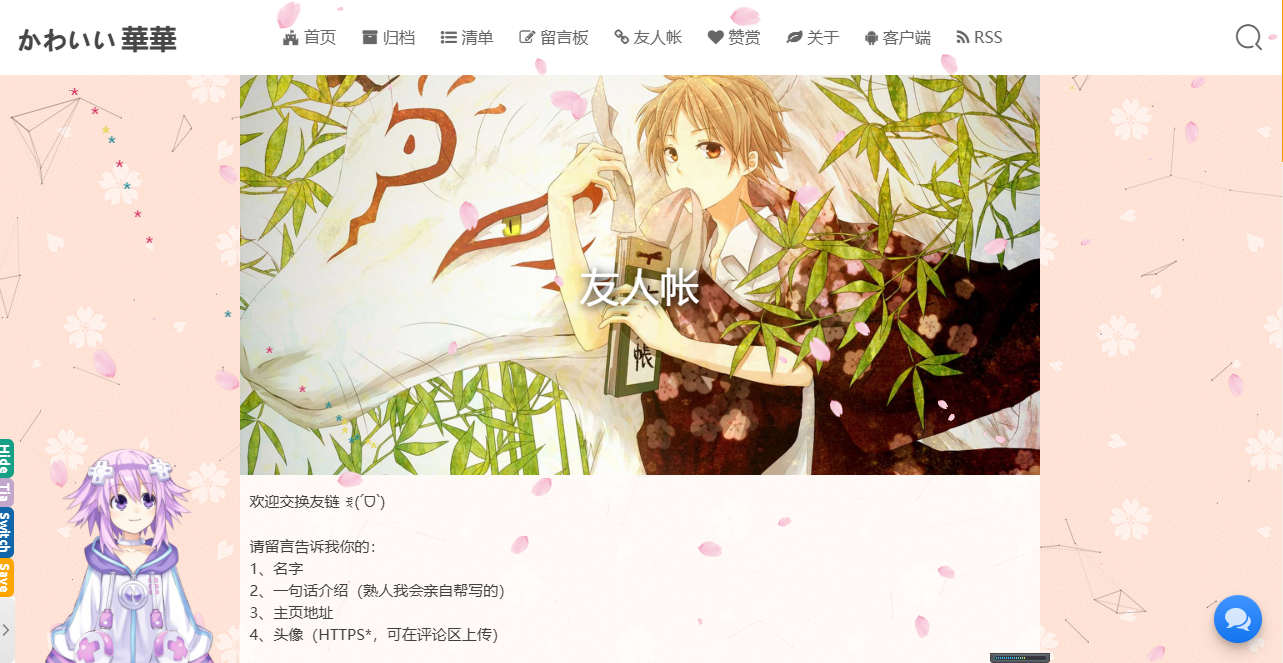 かわいい 華華
首页 归档 清单 留言板 友人帐 赞赏 关于 客户端 RSS
友人帐
帳
欢迎交换友链 ꉂ(ˊᗜˋ)
请留言告诉我你的：
1、名字
2、一句话介绍（熟人我会亲自帮写的）
3、主页地址
4、头像（HTTPS*，可在评论区上传）
Hide
Tia
Switch
Save